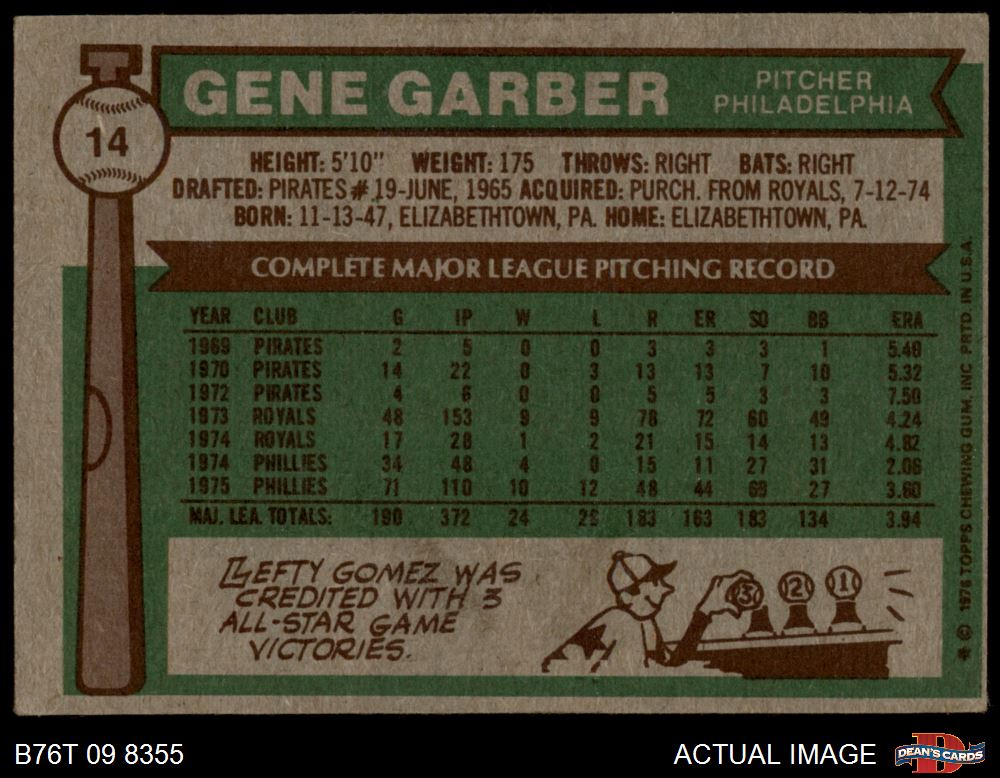 GENE GARBER
PITCHER
PHILADELPHIA
14
HEIGHT: 5'10" WEIGHT: 175 THROWS: RIGHT BATS: RIGHT
DRAFTED: PIRATES #19-JUNE, 1965 ACQUIRED: PURCH. FROM ROYALS, 7-12-74
BORN: 11-13-47, ELIZABETHTOWN, PA. HOME: ELIZABETHTOWN, PA.
COMPLETE MAJOR LEAGUE PITCHING RECORD
YEAR CLUB G IP W L R ER SO BB ERA
1969 PIRATES 2 5 0 0 3 3 3 1 5.40
1970 PIRATES 14 22 0 3 13 13 7 10 5.32
1972 PIRATES 4 6 0 0 5 5 3 3 7.50
1973 ROYALS 48 153 9 9 78 72 60 49 4.24
1974 ROYALS 17 28 1 2 21 15 14 13 4.82
1974 PHILLIES 34 48 4 0 15 11 27 31 2.06
1975 PHILLIES 71 110 10 12 48 44 69 27 3.60
MAJ. LEA. TOTALS: 190 372 24 26 183 163 183 134 3.94
LEFTY GOMEZ WAS
CREDITED WITH 3
ALL-STAR GAME
VICTORIES.
3 2 1
* © 1976 TOPPS CHEWING GUM, INC. PRTD. IN U.S.A.
B76T 09 8355
ACTUAL IMAGE
D
DEAN'S CARDS